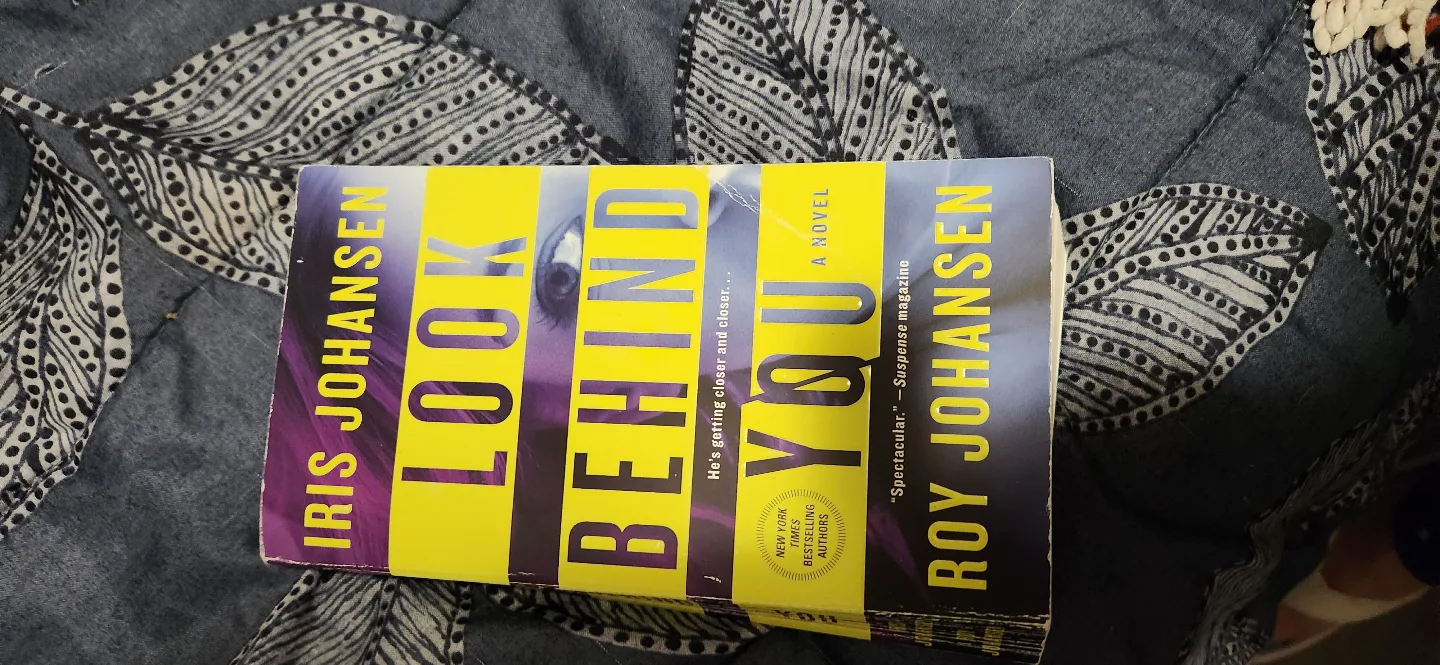 IRIS JOHANSEN
LOOK
BEHIND
He's getting closer and closer...
YOU
A NOVEL
NEW YORK
TIMES
BESTSELLING
AUTHORS
"Spectacular." —Suspense magazine
ROY JOHANSEN
YOU